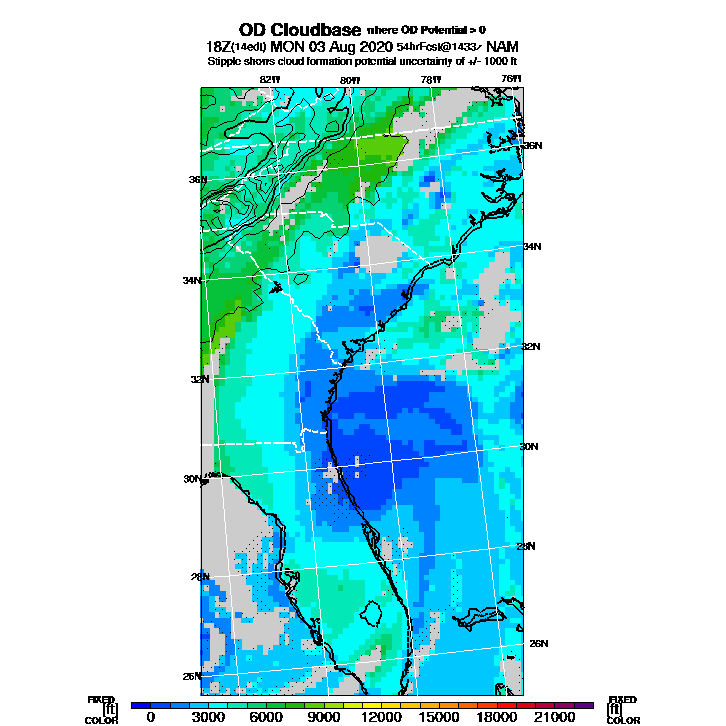 OD Cloudbase where OD Potential > 0
18Z(14edt) MON 03 Aug 2020 54hrFcst@1433z NAM
Stipple shows cloud formation potential uncertainty of +/- 1000 ft
82W 80W 78W 76W
36N 36N
34N 34N
32N 32N
30N 30N
28N 28N
26N 26N
FIXED FIXED
[ft] [ft]
COLOR COLOR
0 3000 6000 9000 12000 15000 18000 21000